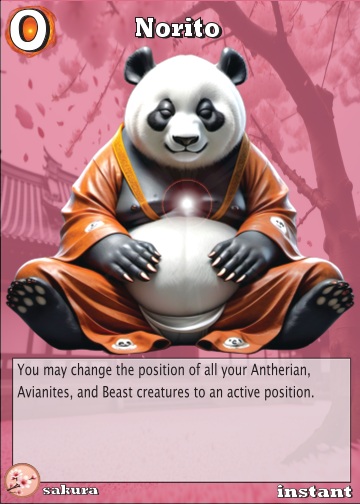 0
Norito
You may change the position of all your Antherian,
Avianites, and Beast creatures to an active position.
sakura
instant